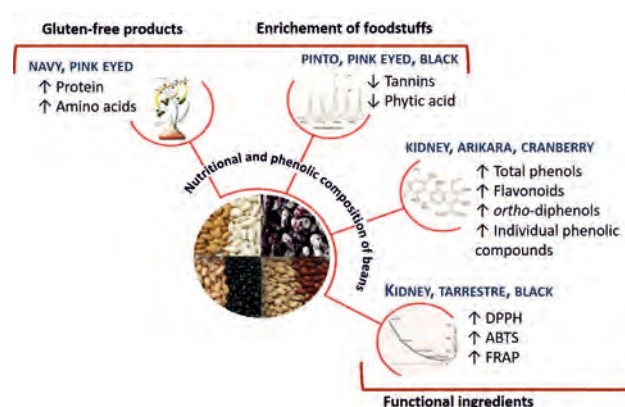 Gluten-free products
Enrichement of foodstuffs
NAVY, PINK EYED
↑ Protein
↑ Amino acids
PINTO, PINK EYED, BLACK
↓ Tannins
↓ Phytic acid
Nutritional and phenolic composition of beans
KIDNEY, ARIKARA, CRANBERRY
↑ Total phenols
↑ Flavonoids
↑ ortho-diphenols
↑ Individual phenolic
compounds
KIDNEY, TARRESTRE, BLACK
↑ DPPH
↑ ABTS
↑ FRAP
Functional ingredients